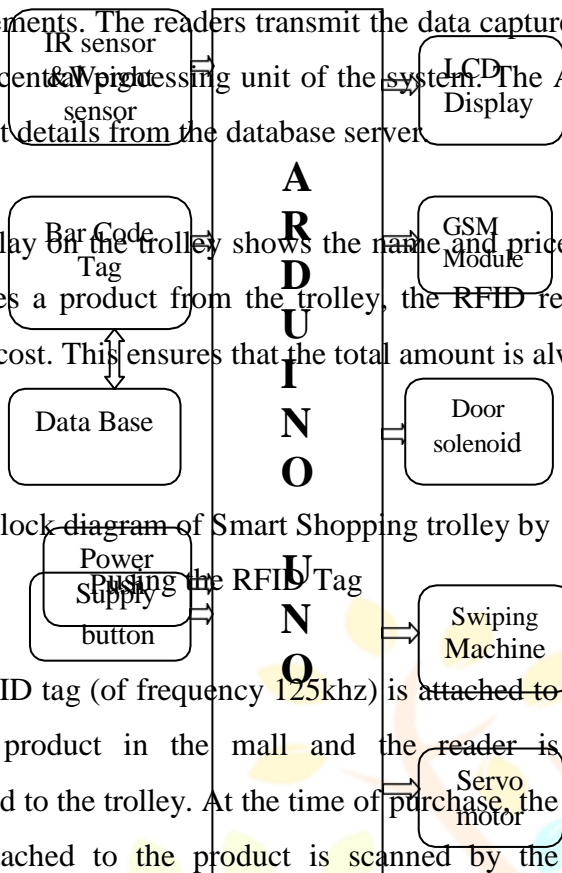 ements. The readers transmit the data capture
IR sensor
&Weight
sensor
central processing unit of the system. The A
LCD
Display
t details from the database server.
A
R
D
U
I
N
O
U
N
O
Bar Code
Tag
GSM
Module
lay on the trolley shows the name and price
es a product from the trolley, the RFID re
cost. This ensures that the total amount is alw
Data Base
Door
solenoid
lock diagram of Smart Shopping trolley by
using the RFID Tag
Power
Supply
Push
button
Swiping
Machine
ID tag (of frequency 125khz) is attached to
product in the mall and the reader is
d to the trolley. At the time of purchase, the
Servo
motor
tached to the product is scanned by the